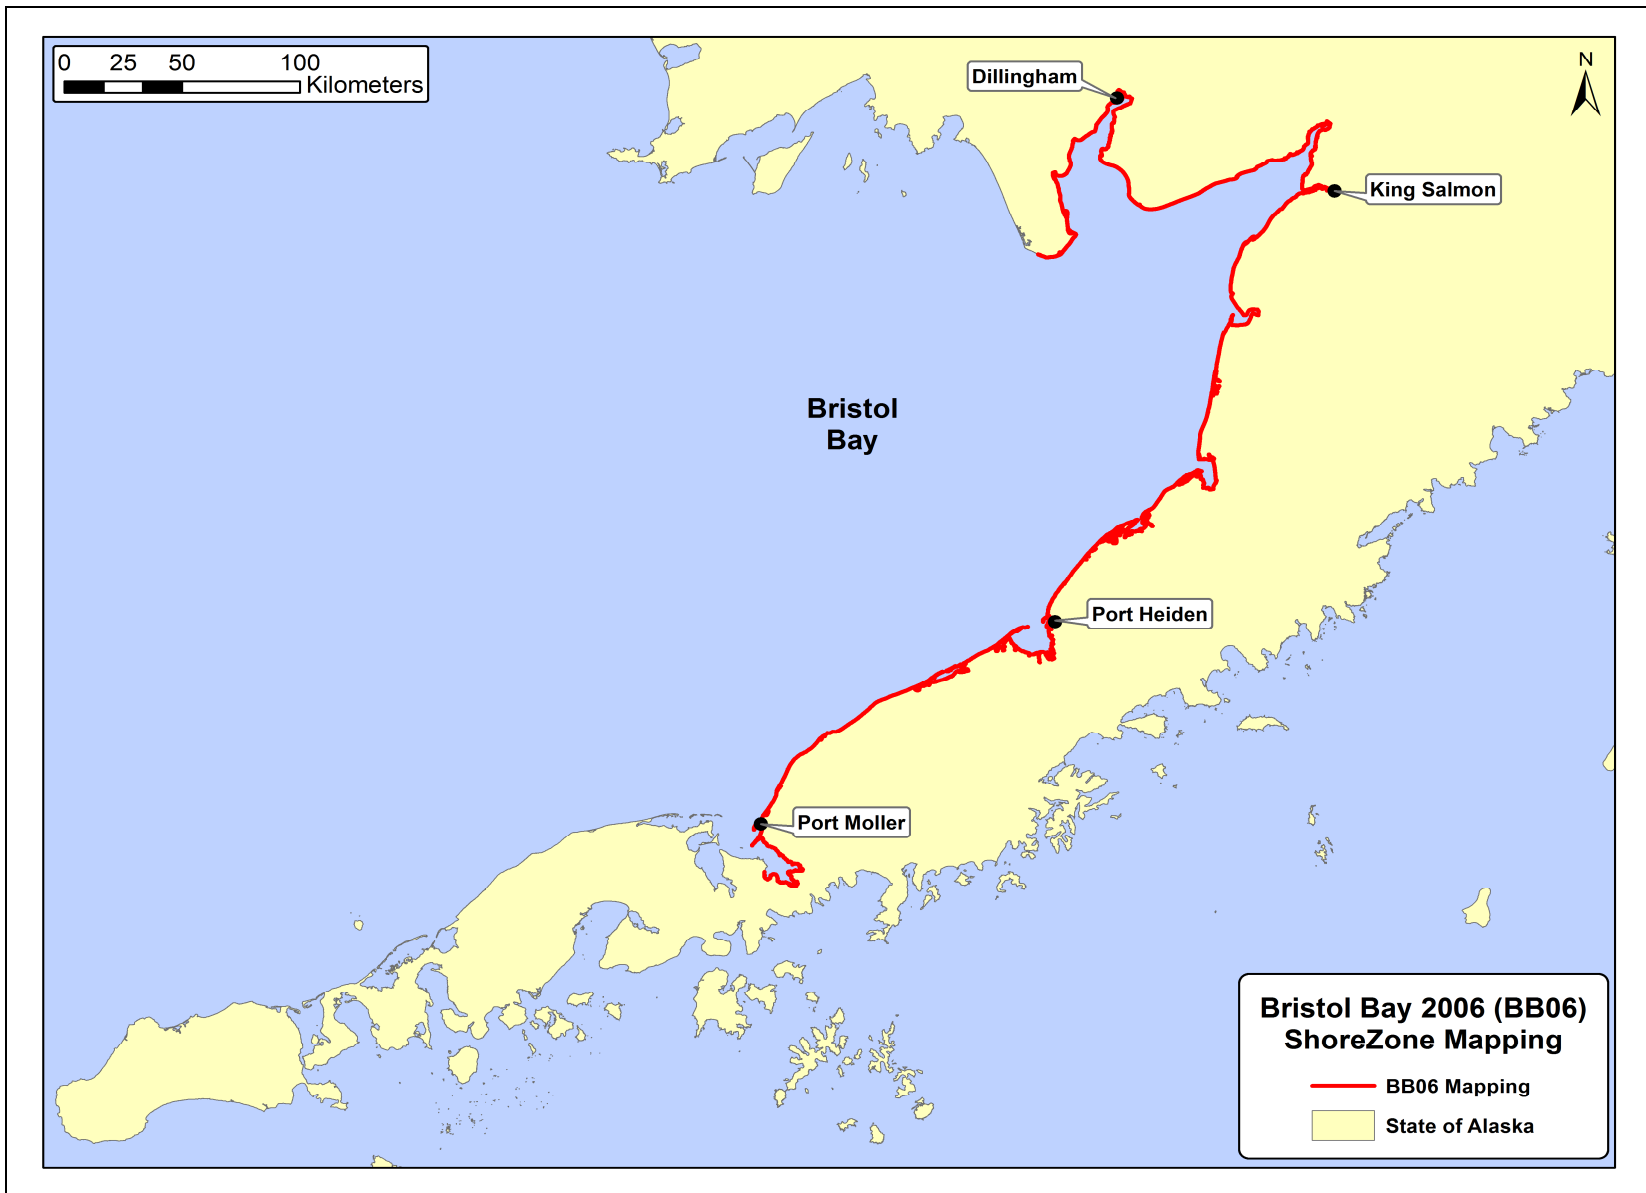 0 25 50 100
Kilometers
N
Dillingham
King Salmon
Bristol
Bay
Port Heiden
Port Moller
Bristol Bay 2006 (BB06)
ShoreZone Mapping
BB06 Mapping
State of Alaska